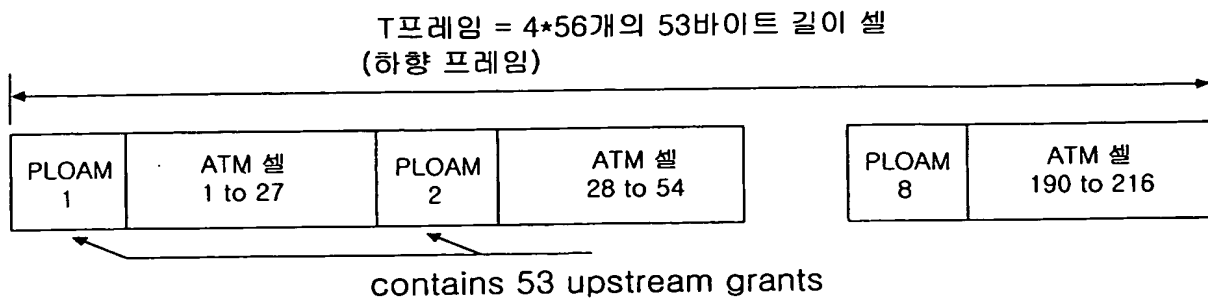 T프레임 = 4*56개의 53바이트 길이 셀
(하향 프레임)
PLOAM
1
ATM 셀
1 to 27
PLOAM
2
ATM 셀
28 to 54
PLOAM
8
ATM 셀
190 to 216
contains 53 upstream grants